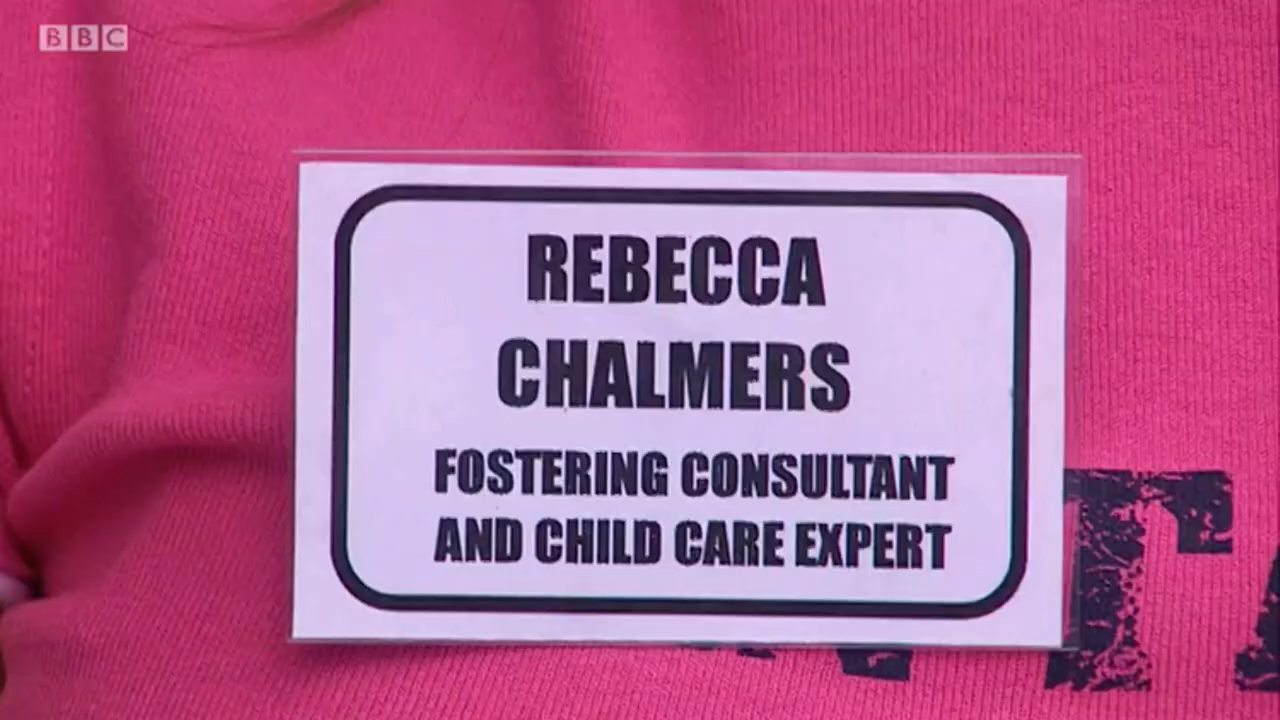 BBC
REBECCA
CHALMERS
FOSTERING CONSULTANT
AND CHILD CARE EXPERT